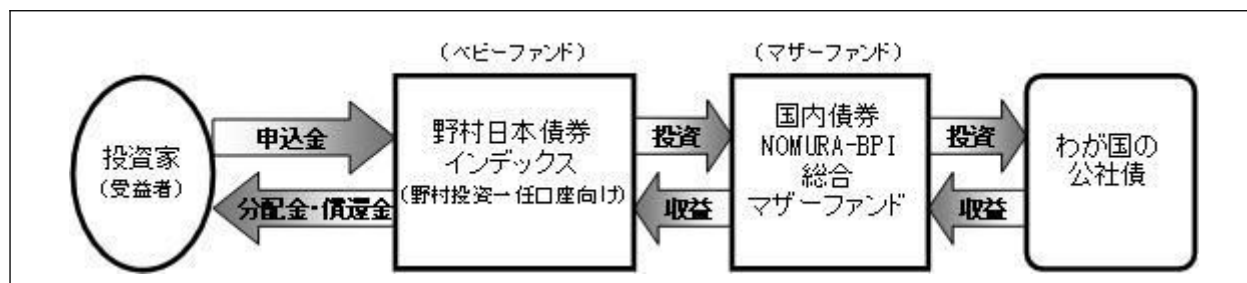 (ベビーファンド)
(マザーファンド)
投資家
(受益者)
申込金
分配金・償還金
野村日本債券
インデックス
(野村投資一任口座向け)
投資
収益
国内債券
NOMURA-BPI
総合
マザーファンド
投資
収益
わが国の
公社債